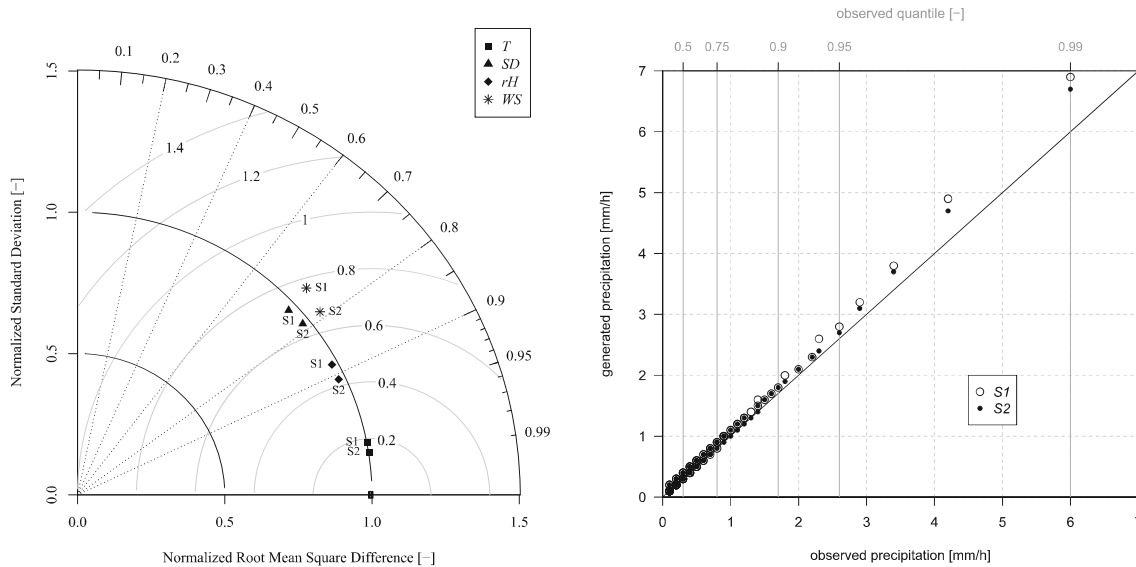 T
SD
rH
WS
0.1
0.2
0.3
0.4
0.5
0.6
0.7
0.8
0.9
0.95
0.99
1.4
1.2
1
0.8
0.6
0.4
0.2
S1
S2
S1
S2
S1
S2
S1
S2
1.5
1.0
0.5
0.0
0.0 0.5 1.0 1.5
Normalized Standard Deviation [−]
Normalized Root Mean Square Difference [−]
observed quantile [−]
0.5 0.75 0.9 0.95 0.99
7
6
5
4
3
2
1
0
generated precipitation [mm/h]
S1
S2
0 1 2 3 4 5 6
observed precipitation [mm/h]